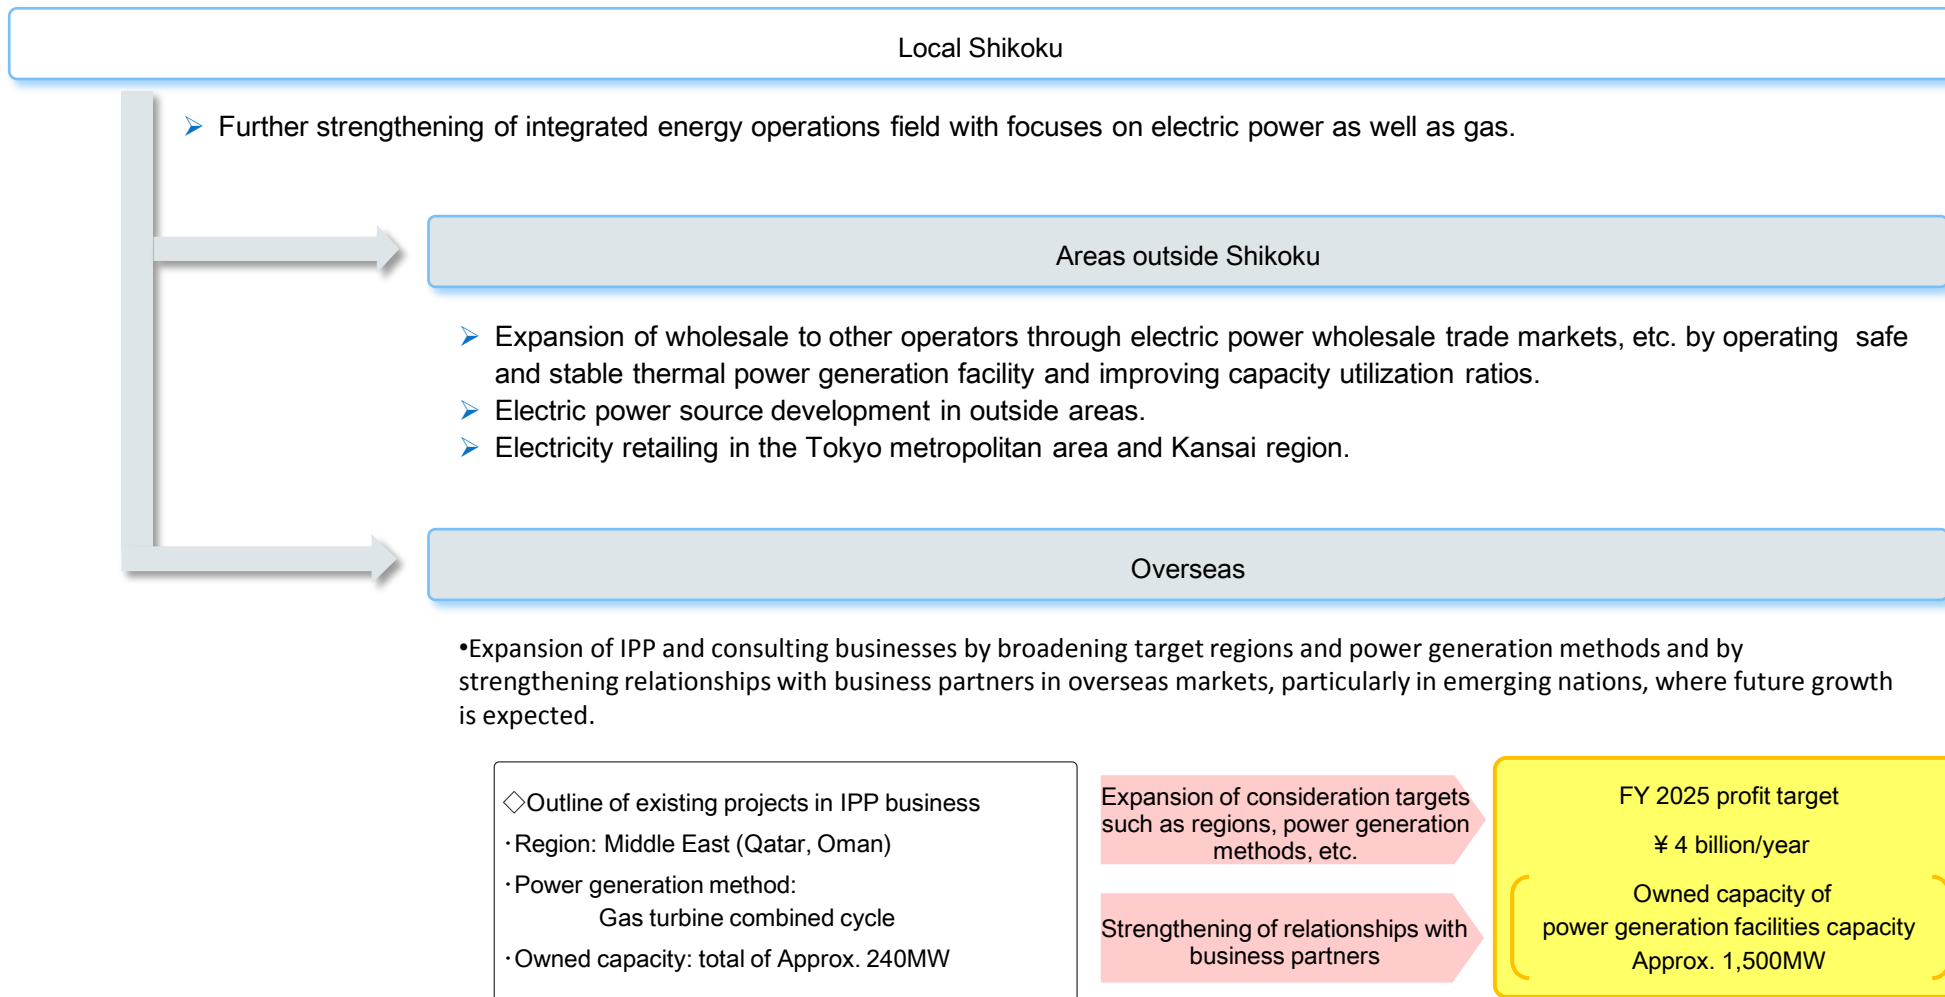 Local Shikoku
➢ Further strengthening of integrated energy operations field with focuses on electric power as well as gas.
Areas outside Shikoku
➢ Expansion of wholesale to other operators through electric power wholesale trade markets, etc. by operating safe
and stable thermal power generation facility and improving capacity utilization ratios.
➢ Electric power source development in outside areas.
➢ Electricity retailing in the Tokyo metropolitan area and Kansai region.
Overseas
•Expansion of IPP and consulting businesses by broadening target regions and power generation methods and by
strengthening relationships with business partners in overseas markets, particularly in emerging nations, where future growth
is expected.
◇Outline of existing projects in IPP business
・Region: Middle East (Qatar, Oman)
・Power generation method:
Gas turbine combined cycle
・Owned capacity: total of Approx. 240MW
Expansion of consideration targets
such as regions, power generation
methods, etc.
Strengthening of relationships with
business partners
FY 2025 profit target
¥ 4 billion/year
Owned capacity of
power generation facilities capacity
Approx. 1,500MW